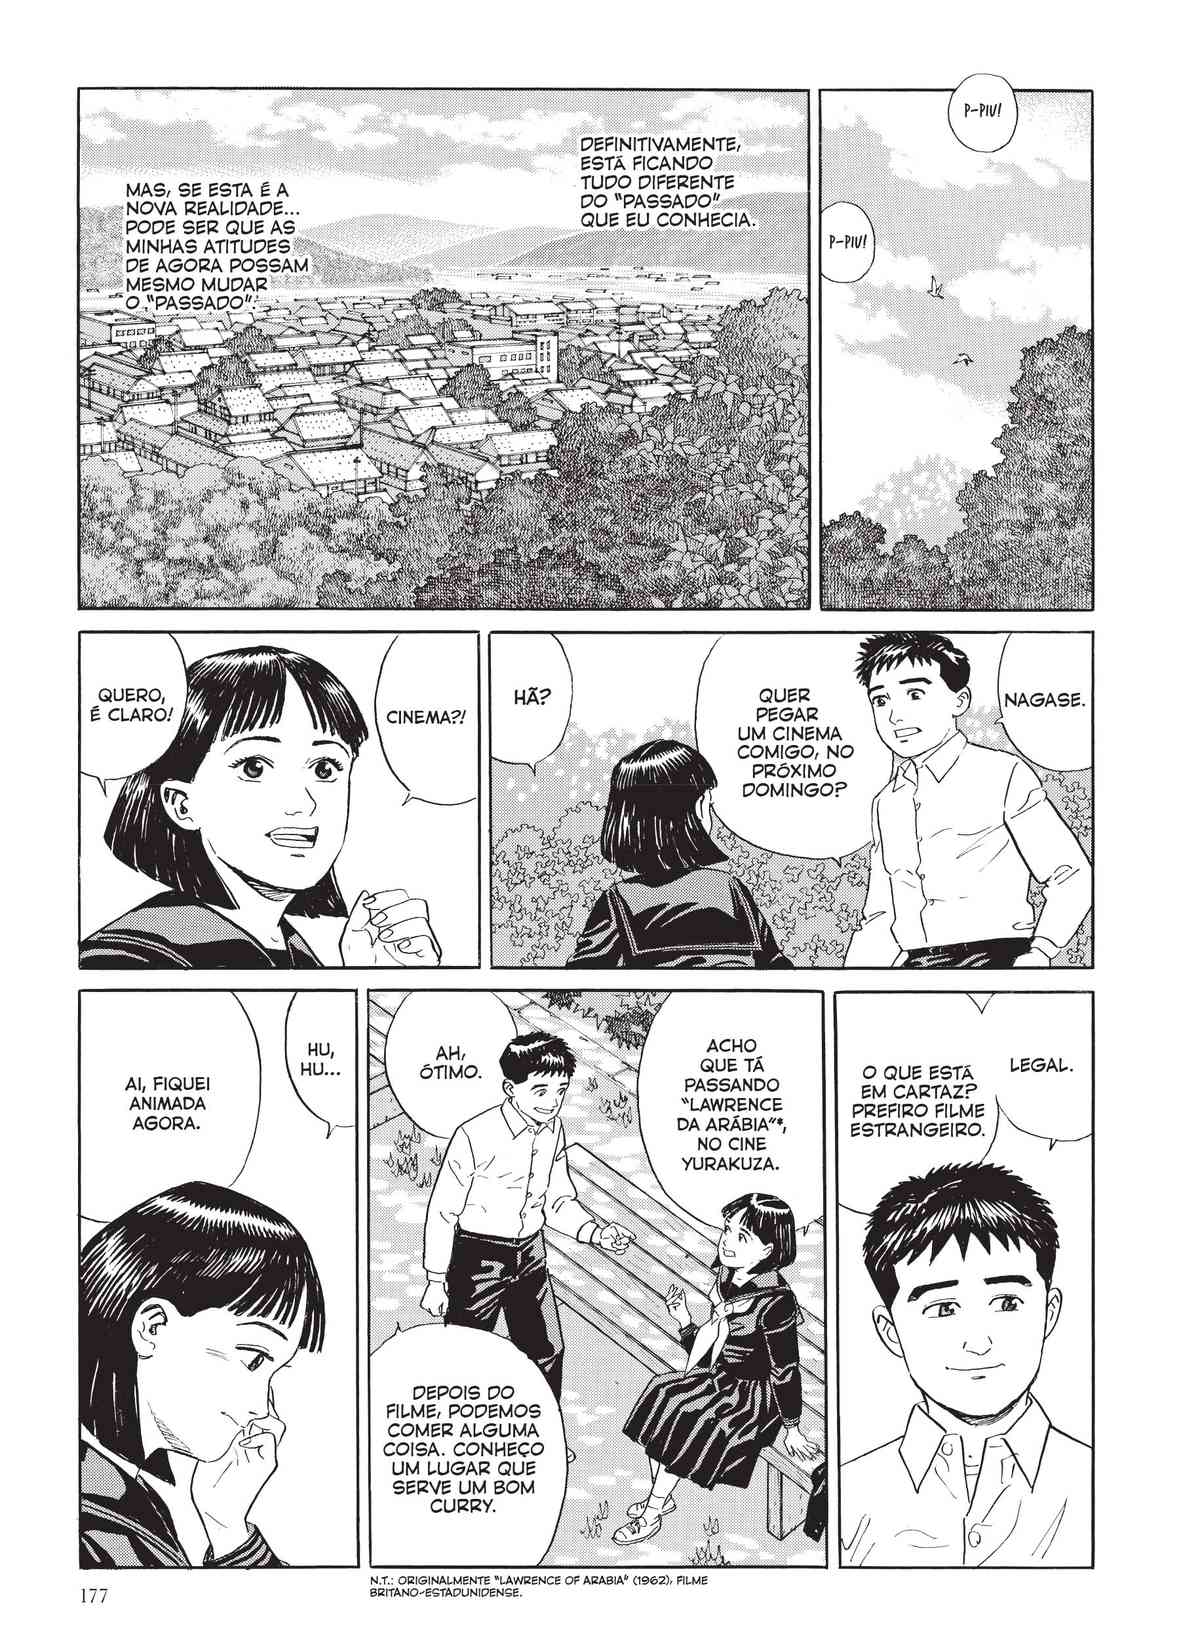 P-PIU!
P-PIU!
DEFINITIVAMENTE,
ESTÁ FICANDO
TUDO DIFERENTE
DO "PASSADO"
QUE EU CONHECIA.
MAS, SE ESTA É A
NOVA REALIDADE...
PODE SER QUE AS
MINHAS ATITUDES
DE AGORA POSSAM
MESMO MUDAR
O "PASSADO".
NAGASE.
QUER
PEGAR
UM CINEMA
COMIGO, NO
PRÓXIMO
DOMINGO?
HÃ?
CINEMA?!
QUERO,
É CLARO!
LEGAL.
O QUE ESTÁ
EM CARTAZ?
PREFIRO FILME
ESTRANGEIRO.
ACHO
QUE TÁ
PASSANDO
"LAWRENCE
DA ARÁBIA"*,
NO CINE
YURAKUZA.
AH,
ÓTIMO.
DEPOIS DO
FILME, PODEMOS
COMER ALGUMA
COISA. CONHEÇO
UM LUGAR QUE
SERVE UM BOM
CURRY.
HU,
HU...
AI, FIQUEI
ANIMADA
AGORA.
N.T.: ORIGINALMENTE "LAWRENCE OF ARABIA" (1962); FILME
BRITANO-ESTADUNIDENSE.
177